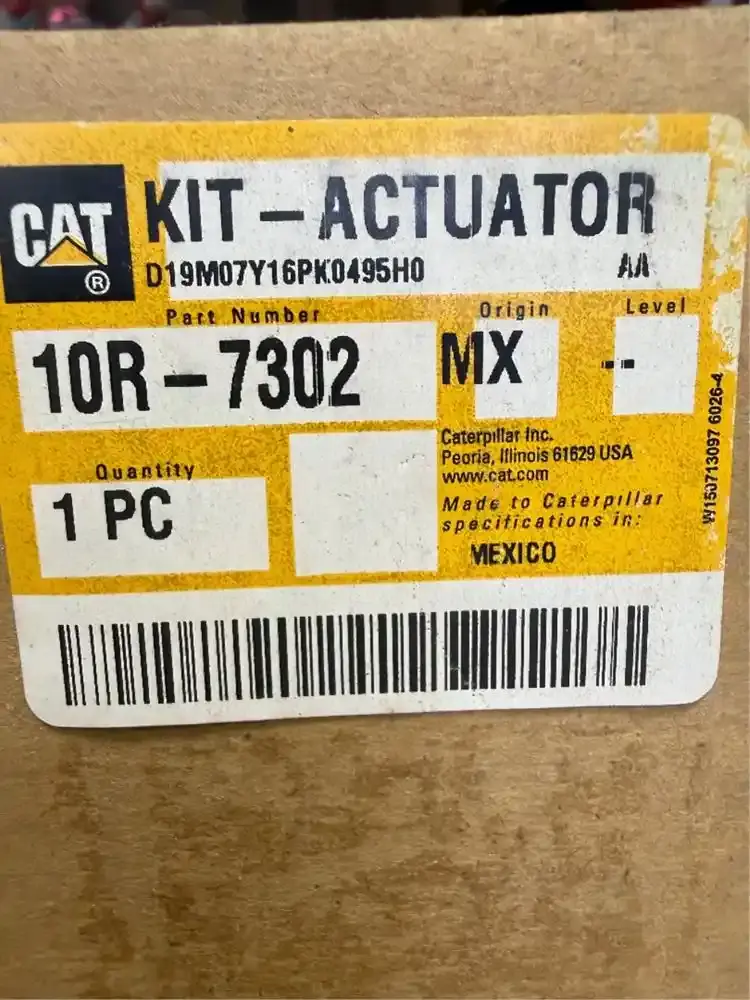 CAT
®
KIT-ACTUATOR
D19M07Y16PK0495H0 AA
Part Number Origin Level
10R-7302 MX --
Quantity
1 PC
Caterpillar Inc.
Peoria, Illinois 61629 USA
www.cat.com
Made to Caterpillar
specifications in:
MEXICO
W150713097 6026-4